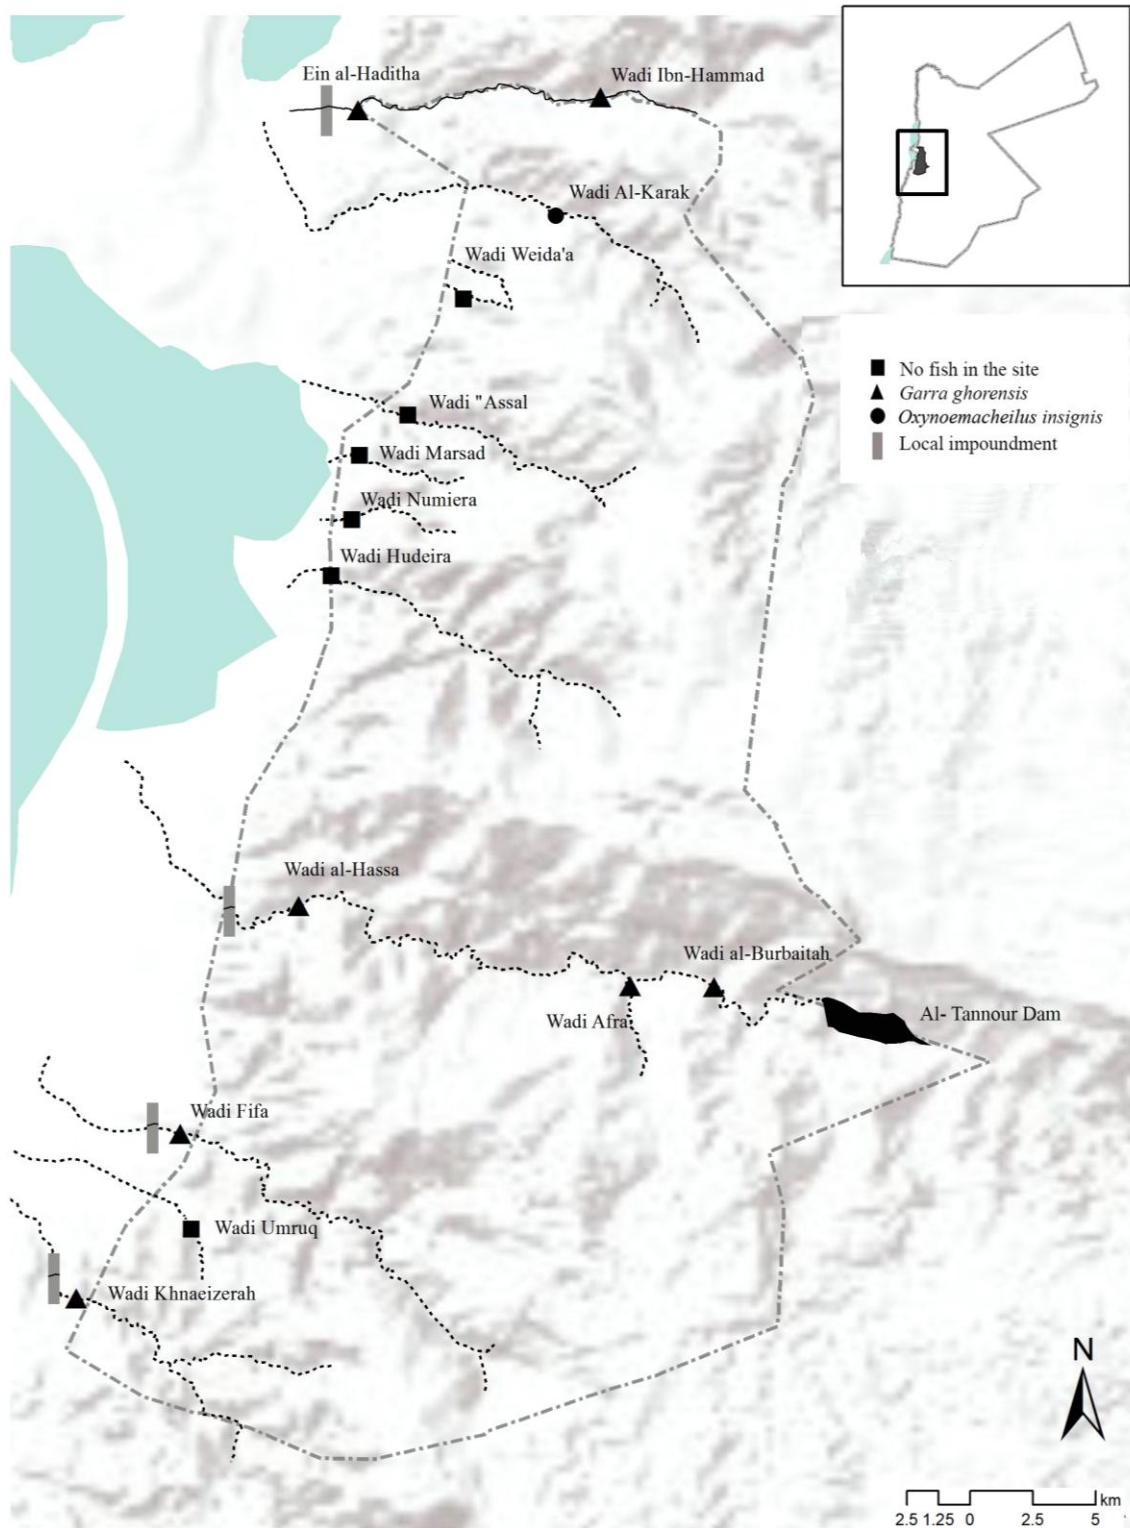 Ein al-Haditha
Wadi Ibn-Hammad
Wadi Al-Karak
Wadi Weida'a
No fish in the site
Garra ghorensis
Oxynoemacheilus insignis
Local impoundment
Wadi "Assal
Wadi Marsad
Wadi Numiera
Wadi Hudeira
Wadi al-Hassa
Wadi al-Burbaitah
Wadi Afra
Al- Tannour Dam
Wadi Fifa
Wadi Umruq
Wadi Khnaeizerah
N
km
2.5 1.25 0 2.5 5